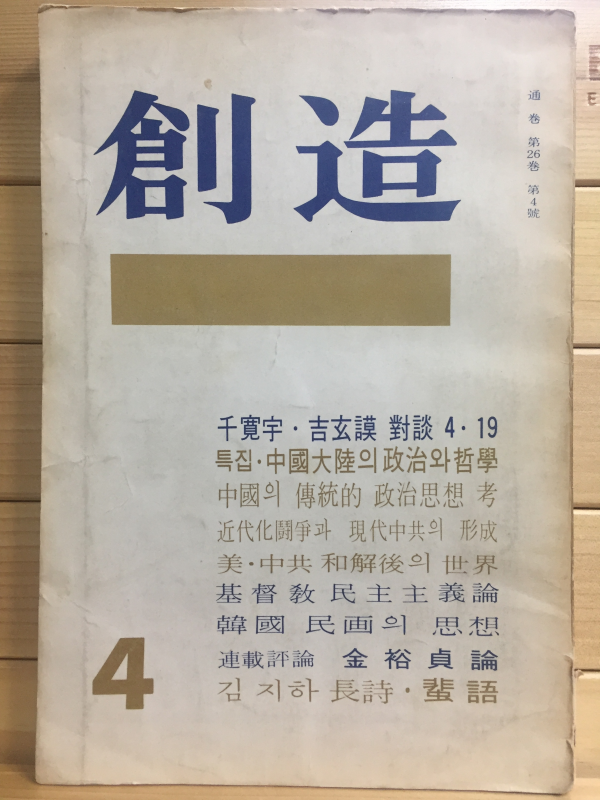 創造
通巻 第26巻 第4號
千寬宇・吉玄謨 對談 4・19
특집・中國大陸의 政治와 哲學
中國의 傳統的 政治思想 考
近代化鬪爭과 現代中共의 形成
美・中共 和解後의 世界
基督敎 民主主義論
韓國 民画의 思想
連載評論 金裕貞論
김지하 長詩・蜚語
4